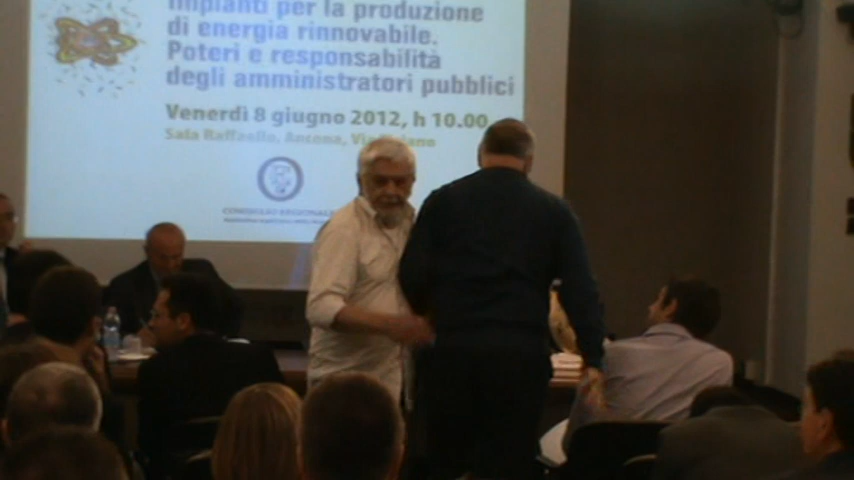 Impianti per la produzione
di energia rinnovabile.
Poteri e responsabilità
degli amministratori pubblici
Venerdì 8 giugno 2012, h 10.00
Sala Raffaello, Ancona, Via
CONSIGLIO REGIONALE